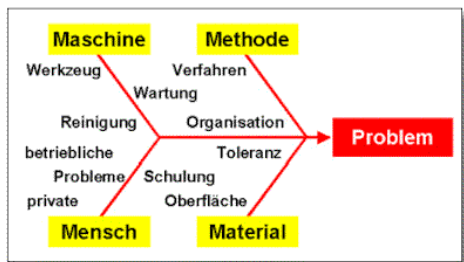 Maschine
Methode
Werkzeug
Verfahren
Wartung
Reinigung
Organisation
Problem
betriebliche
Toleranz
Probleme
Schulung
private
Oberfläche
Mensch
Material